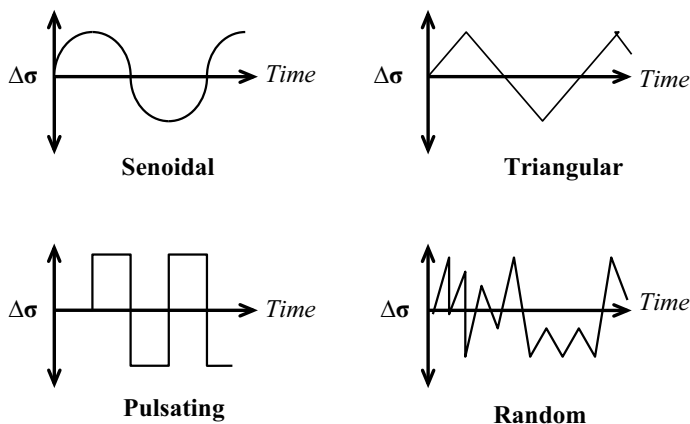 Δσ
Time
Senoidal
Δσ
Time
Triangular
Δσ
Time
Pulsating
Δσ
Time
Random